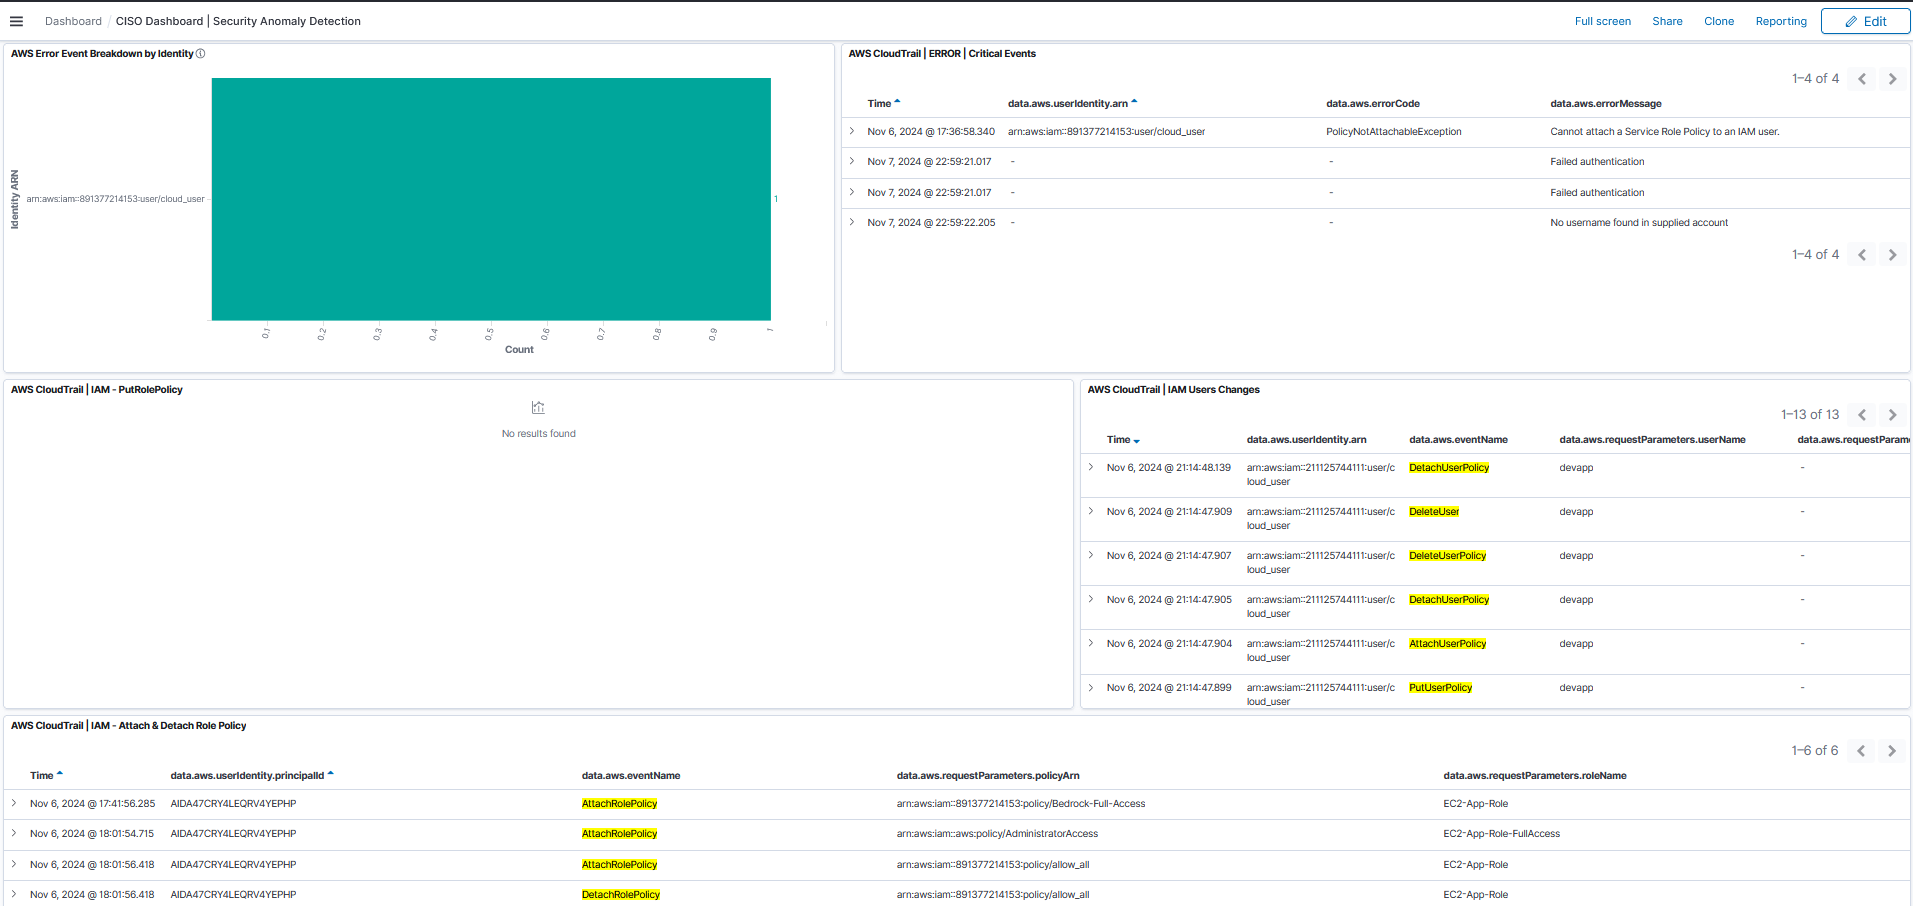 Dashboard / CISO Dashboard | Security Anomaly Detection
Full screen Share Clone Reporting Edit
AWS Error Event Breakdown by Identity
Identity ARN
arn:aws:iam::891377214153:user/cloud_user
1
0.1 0.2 0.3 0.4 0.5 0.6 0.7 0.8 0.9 1
Count
AWS CloudTrail | ERROR | Critical Events
1–4 of 4
Time data.aws.userIdentity.arn data.aws.errorCode data.aws.errorMessage
Nov 6, 2024 @ 17:36:58.340 arn:aws:iam::891377214153:user/cloud_user PolicyNotAttachableException Cannot attach a Service Role Policy to an IAM user.
Nov 7, 2024 @ 22:59:21.017 - - Failed authentication
Nov 7, 2024 @ 22:59:21.017 - - Failed authentication
Nov 7, 2024 @ 22:59:22.205 - - No username found in supplied account
1–4 of 4
AWS CloudTrail | IAM - PutRolePolicy
No results found
AWS CloudTrail | IAM Users Changes
1–13 of 13
Time data.aws.userIdentity.arn data.aws.eventName data.aws.requestParameters.userName data.aws.requestParam
Nov 6, 2024 @ 21:14:48.139 arn:aws:iam::211125744111:user/c DetachUserPolicy devapp -
loud_user
Nov 6, 2024 @ 21:14:47.909 arn:aws:iam::211125744111:user/c DeleteUser devapp -
loud_user
Nov 6, 2024 @ 21:14:47.907 arn:aws:iam::211125744111:user/c DeleteUserPolicy devapp -
loud_user
Nov 6, 2024 @ 21:14:47.905 arn:aws:iam::211125744111:user/c DetachUserPolicy devapp -
loud_user
Nov 6, 2024 @ 21:14:47.904 arn:aws:iam::211125744111:user/c AttachUserPolicy devapp -
loud_user
Nov 6, 2024 @ 21:14:47.899 arn:aws:iam::211125744111:user/c PutUserPolicy devapp -
loud_user
AWS CloudTrail | IAM - Attach & Detach Role Policy
1–6 of 6
Time data.aws.userIdentity.principalId data.aws.eventName data.aws.requestParameters.policyArn data.aws.requestParameters.roleName
Nov 6, 2024 @ 17:41:56.285 AIDA47CRY4LEQRV4YEPHP AttachRolePolicy arn:aws:iam::891377214153:policy/Bedrock-Full-Access EC2-App-Role
Nov 6, 2024 @ 18:01:54.715 AIDA47CRY4LEQRV4YEPHP AttachRolePolicy arn:aws:iam::aws:policy/AdministratorAccess EC2-App-Role-FullAccess
Nov 6, 2024 @ 18:01:56.418 AIDA47CRY4LEQRV4YEPHP AttachRolePolicy arn:aws:iam::891377214153:policy/allow_all EC2-App-Role
Nov 6, 2024 @ 18:01:56.418 AIDA47CRY4LEQRV4YEPHP DetachRolePolicy arn:aws:iam::891377214153:policy/allow_all EC2-App-Role